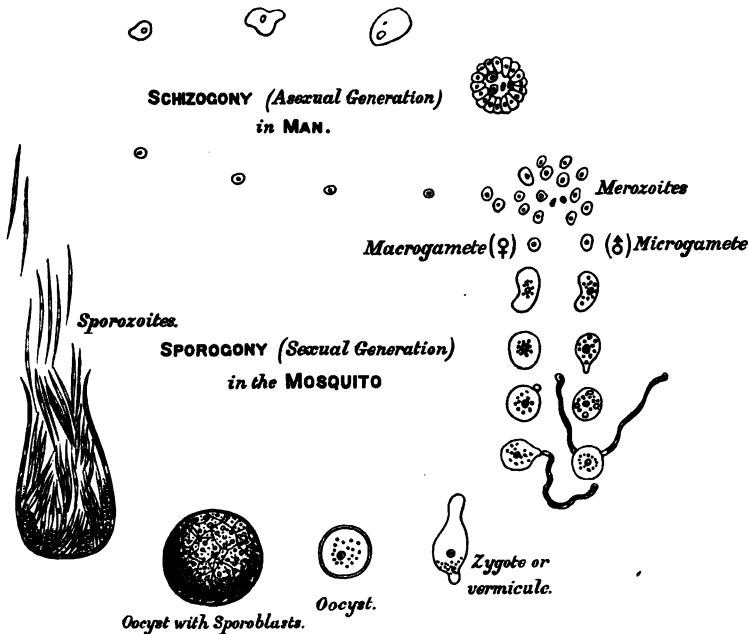 SCHIZOGONY (Asexual Generation)
in MAN.
Merozoites
Macrogamete (♀) (♂) Microgamete
Sporozoites.
SPOROGONY (Sexual Generation)
in the MOSQUITO
Zygote or
vermicule.
Oocyst.
Oocyst with Sporoblasts.